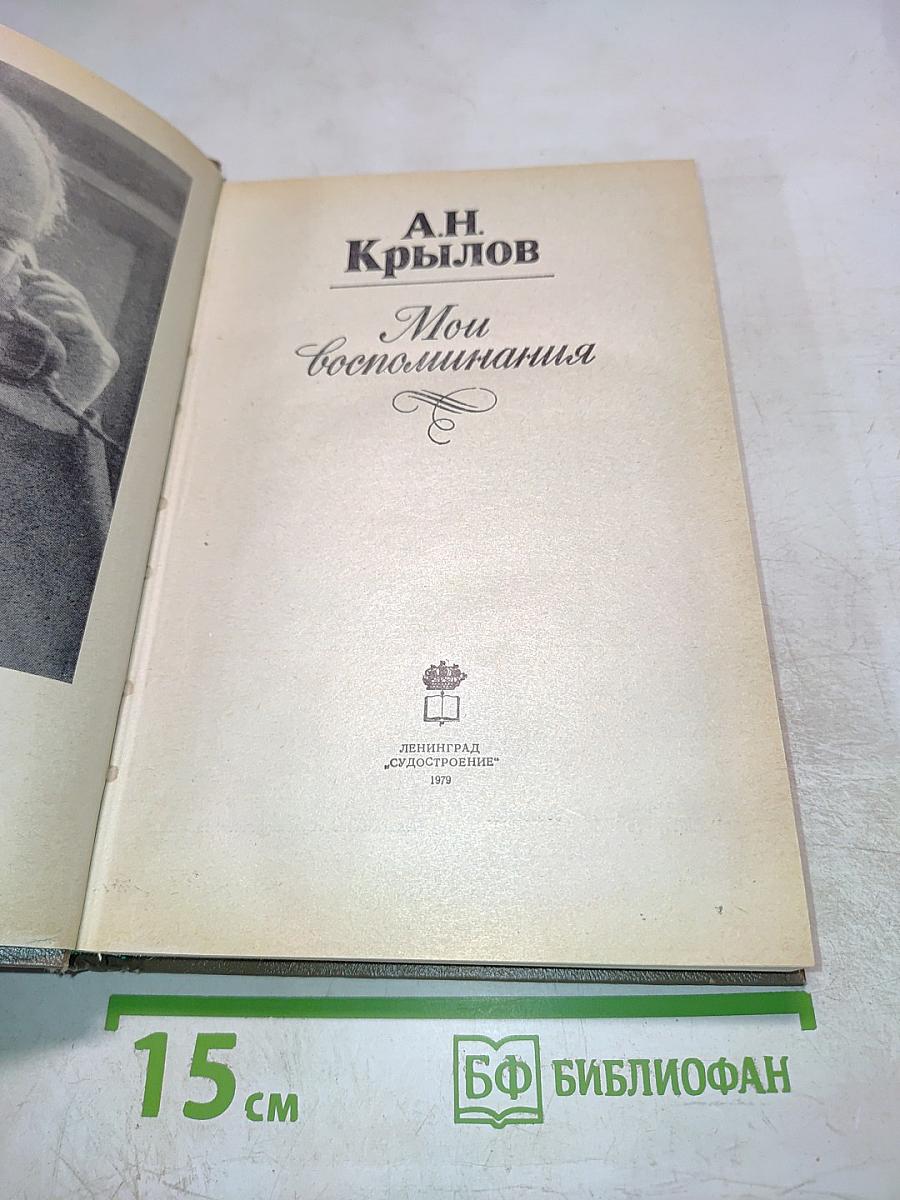 А.Н.
Крылов
Мои
воспоминания
ЛЕНИНГРАД
„СУДОСТРОЕНИЕ“
1979
15 см
БФ БИБЛИОФАН